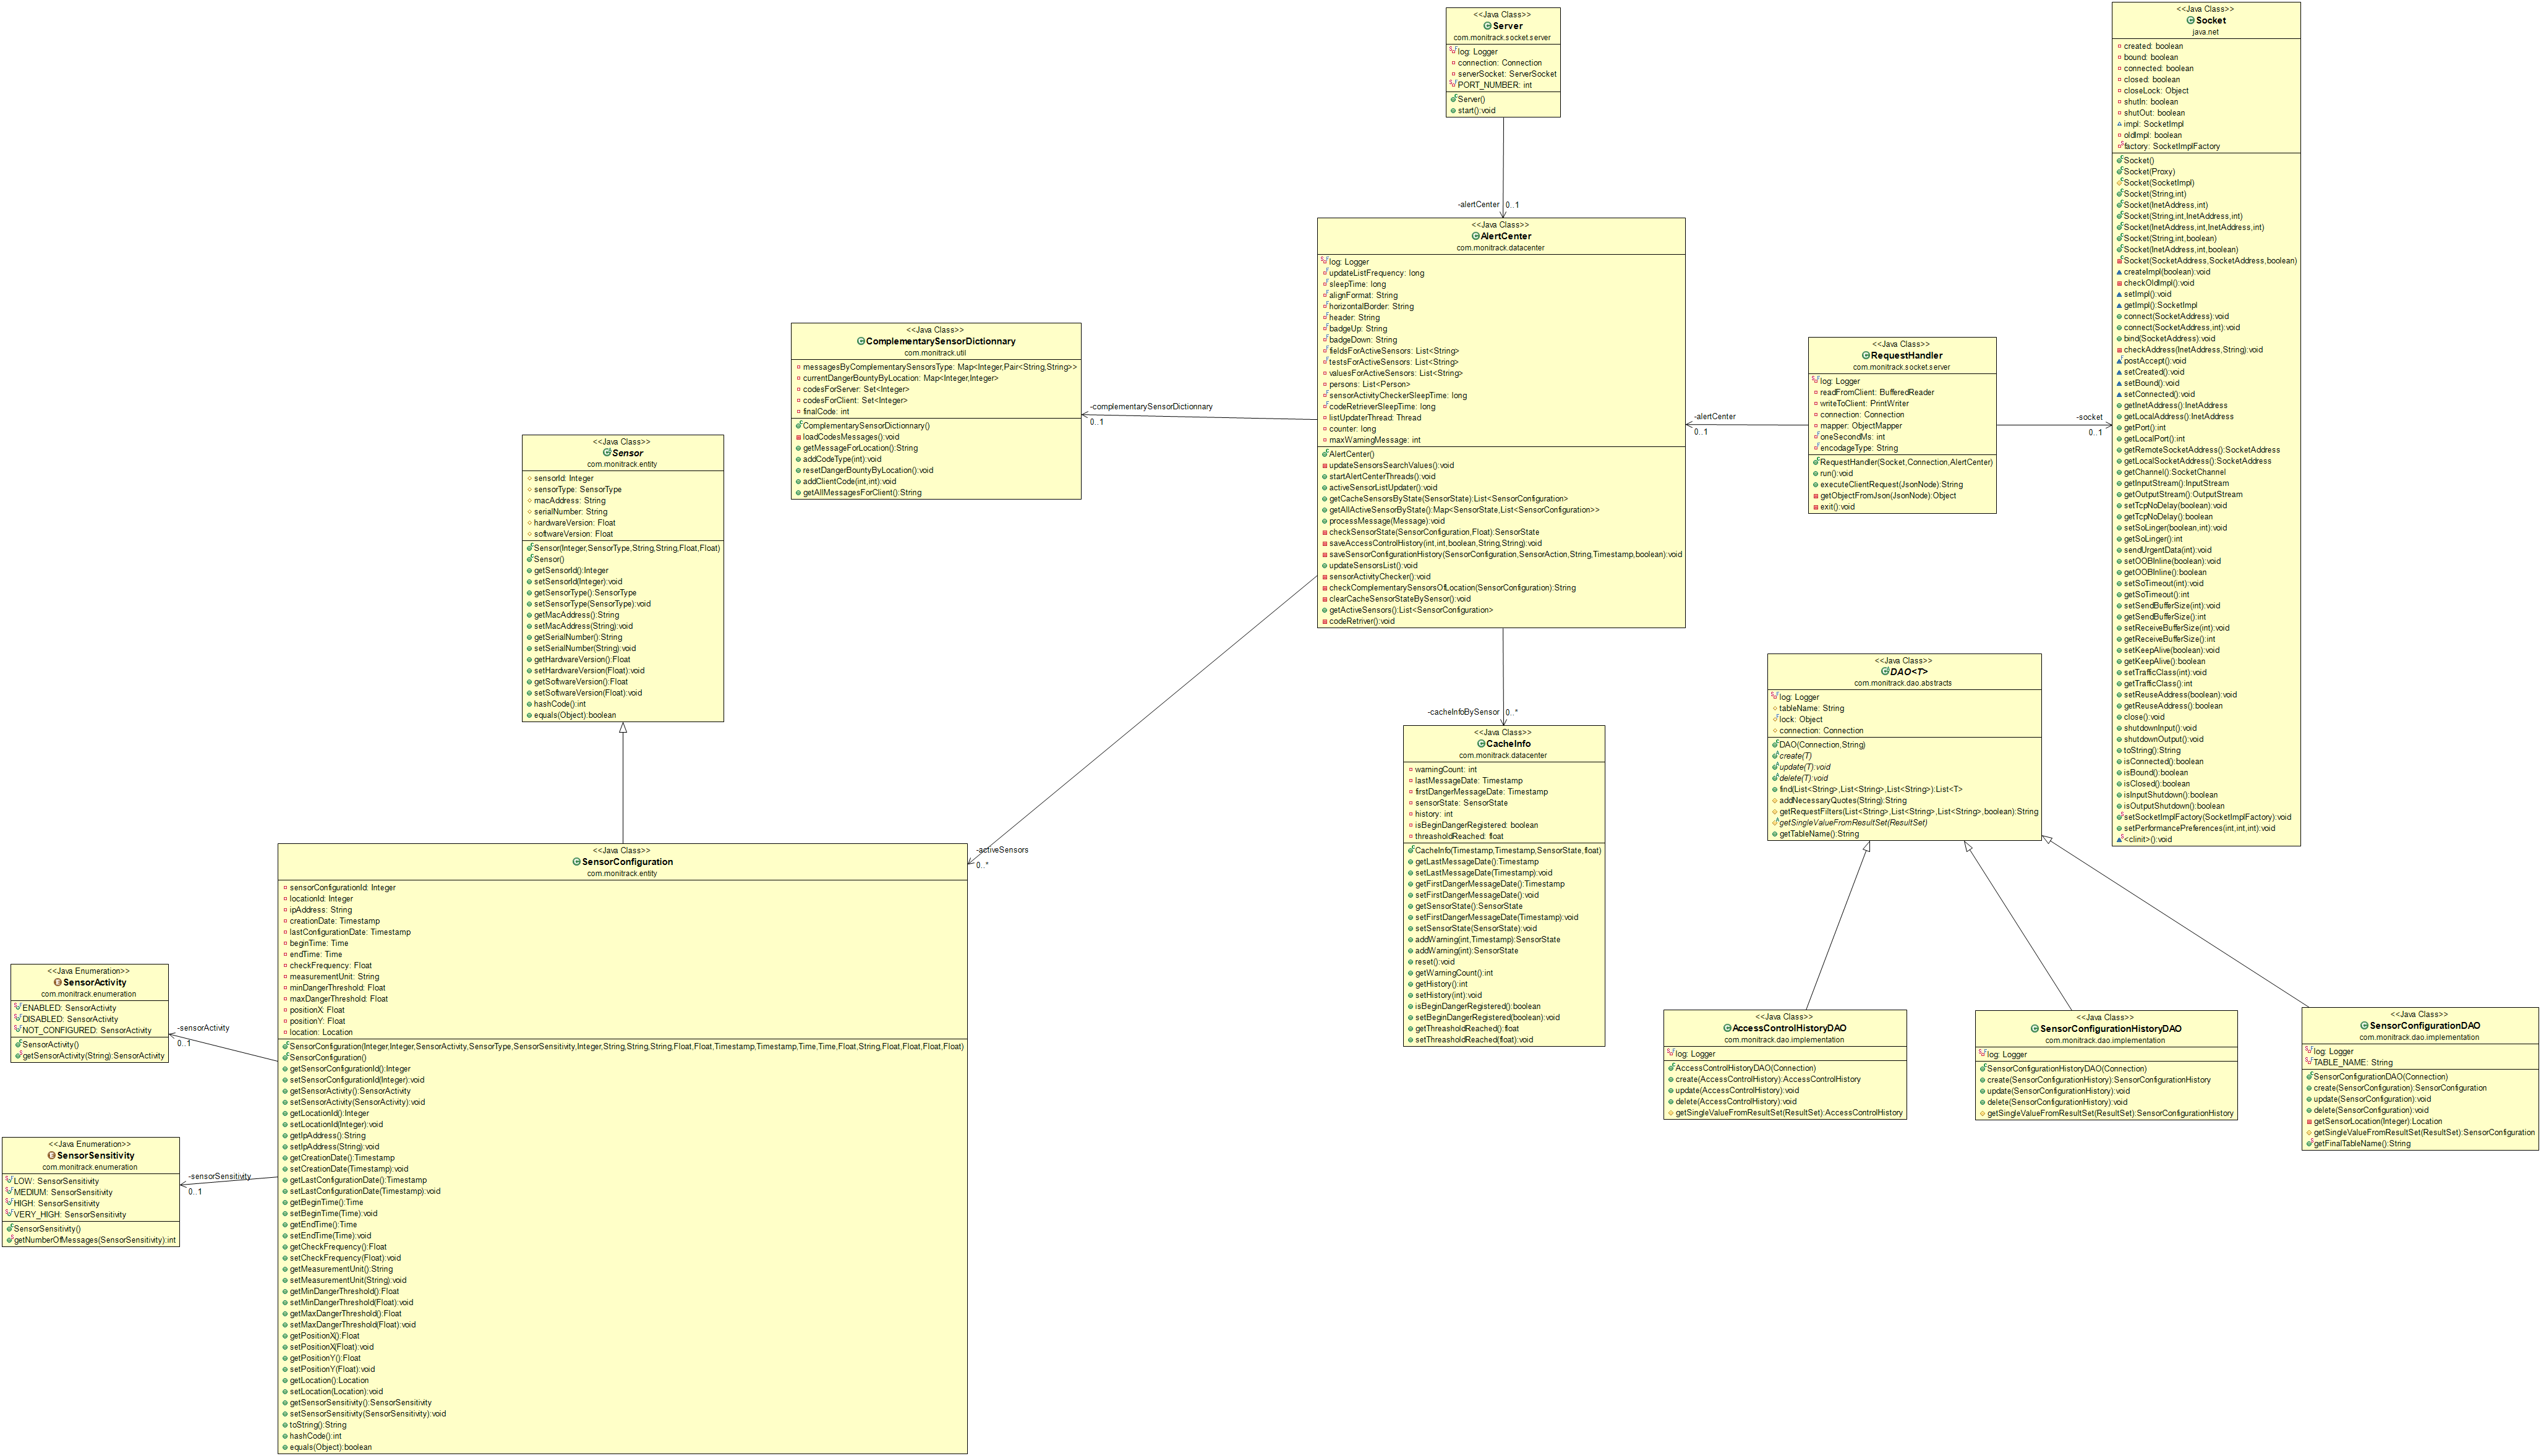 <<Java Class>>
Server
com.monitrack.socket.server
log: Logger
connection: Connection
serverSocket: ServerSocket
PORT_NUMBER: int
Server()
start():void
-alertCenter
0..1
<<Java Class>>
Socket
java.net
created: boolean
bound: boolean
connected: boolean
closed: boolean
closeLock: Object
shutIn: boolean
shutOut: boolean
impl: SocketImpl
oldImpl: boolean
factory: SocketImplFactory
Socket()
Socket(Proxy)
Socket(SocketImpl)
Socket(String,int)
Socket(InetAddress,int)
Socket(String,int,InetAddress,int)
Socket(InetAddress,int,InetAddress,int)
Socket(String,int,boolean)
Socket(InetAddress,int,boolean)
Socket(SocketAddress,SocketAddress,boolean)
createImpl(boolean):void
checkOldImpl():void
setImpl():void
getImpl():SocketImpl
connect(SocketAddress):void
connect(SocketAddress,int):void
bind(SocketAddress):void
checkAddress(InetAddress,String):void
postAccept():void
setCreated():void
setBound():void
setConnected():void
getInetAddress():InetAddress
getLocalAddress():InetAddress
getPort():int
getLocalPort():int
getRemoteSocketAddress():SocketAddress
getLocalSocketAddress():SocketAddress
getChannel():SocketChannel
getInputStream():InputStream
getOutputStream():OutputStream
setTcpNoDelay(boolean):void
getTcpNoDelay():boolean
setSoLinger(boolean,int):void
getSoLinger():int
sendUrgentData(int):void
setOOBInline(boolean):void
getOOBInline():boolean
setSoTimeout(int):void
getSoTimeout():int
setSendBufferSize(int):void
getSendBufferSize():int
setReceiveBufferSize(int):void
getReceiveBufferSize():int
setKeepAlive(boolean):void
getKeepAlive():boolean
setTrafficClass(int):void
getTrafficClass():int
setReuseAddress(boolean):void
getReuseAddress():boolean
close():void
shutdownInput():void
shutdownOutput():void
toString():String
isConnected():boolean
isBound():boolean
isClosed():boolean
isInputShutdown():boolean
isOutputShutdown():boolean
setSocketImplFactory(SocketImplFactory):void
setPerformancePreferences(int,int,int):void
<clinit>():void
<<Java Class>>
AlertCenter
com.monitrack.datacenter
log: Logger
updateListFrequency: long
sleepTime: long
alignFormat: String
horizontalBorder: String
header: String
badgeUp: String
badgeDown: String
fieldsForActiveSensors: List<String>
testsForActiveSensors: List<String>
valuesForActiveSensors: List<String>
persons: List<Person>
sensorActivityCheckerSleepTime: long
codeRetrieverSleepTime: long
listUpdaterThread: Thread
counter: long
maxWarningMessage: int
AlertCenter()
updateSensorsSearchValues():void
startAlertCenterThreads():void
activeSensorListUpdater():void
getCacheSensorsByState(SensorState):List<SensorConfiguration>
getAllActiveSensorByState():Map<SensorState,List<SensorConfiguration>>
processMessage(Message):void
checkSensorState(SensorConfiguration,Float):SensorState
saveAccessControlHistory(int,int,boolean,String,String):void
saveSensorConfigurationHistory(SensorConfiguration,SensorAction,String,Timestamp,boolean):void
updateSensorsList():void
sensorActivityChecker():void
checkComplementarySensorsOfLocation(SensorConfiguration):String
clearCacheSensorStateBySensor():void
getActiveSensors():List<SensorConfiguration>
codeRetriver():void
<<Java Class>>
ComplementarySensorDictionnary
com.monitrack.util
messagesByComplementarySensorsType: Map<Integer,Pair<String,String>>
currentDangerBountyByLocation: Map<Integer,Integer>
codesForServer: Set<Integer>
codesForClient: Set<Integer>
finalCode: int
ComplementarySensorDictionnary()
loadCodesMessages():void
getMessageForLocation():String
addCodeType(int):void
resetDangerBountyByLocation():void
addClientCode(int,int):void
getAllMessagesForClient():String
-complementarySensorDictionnary
0..1
<<Java Class>>
RequestHandler
com.monitrack.socket.server
log: Logger
readFromClient: BufferedReader
writeToClient: PrintWriter
connection: Connection
mapper: ObjectMapper
oneSecondMs: int
encodageType: String
RequestHandler(Socket,Connection,AlertCenter)
run():void
executeClientRequest(JsonNode):String
getObjectFromJson(JsonNode):Object
exit():void
-alertCenter
0..1
-socket
0..1
<<Java Class>>
Sensor
com.monitrack.entity
sensorId: Integer
sensorType: SensorType
macAddress: String
serialNumber: String
hardwareVersion: Float
softwareVersion: Float
Sensor(Integer,SensorType,String,String,Float,Float)
Sensor()
getSensorId():Integer
setSensorId(Integer):void
getSensorType():SensorType
setSensorType(SensorType):void
getMacAddress():String
setMacAddress(String):void
getSerialNumber():String
setSerialNumber(String):void
getHardwareVersion():Float
setHardwareVersion(Float):void
getSoftwareVersion():Float
setSoftwareVersion(Float):void
hashCode():int
equals(Object):boolean
-cacheInfoBySensor
0..*
<<Java Class>>
CacheInfo
com.monitrack.datacenter
warningCount: int
lastMessageDate: Timestamp
firstDangerMessageDate: Timestamp
sensorState: SensorState
history: int
isBeginDangerRegistered: boolean
thresholdReached: float
CacheInfo(Timestamp,Timestamp,SensorState,float)
getLastMessageDate():Timestamp
setLastMessageDate(Timestamp):void
getFirstDangerMessageDate():Timestamp
setFirstDangerMessageDate():void
getSensorState():SensorState
setFirstDangerMessageDate(Timestamp):void
setSensorState(SensorState):void
addWarning(int,Timestamp):SensorState
addWarning(int):SensorState
reset():void
getWarningCount():int
getHistory():int
setHistory(int):void
isBeginDangerRegistered():boolean
setBeginDangerRegistered(boolean):void
getThreasholdReached():float
setThreasholdReached(float):void
<<Java Class>>
DAO<T>
com.monitrack.dao.abstracts
log: Logger
tableName: String
lock: Object
connection: Connection
DAO(Connection,String)
create(T)
update(T):void
delete(T):void
find(List<String>,List<String>,List<String>):List<T>
addNecessaryQuotes(String):String
getRequestFilters(List<String>,List<String>,List<String>,boolean):String
getSingleValueFromResultSet(ResultSet)
getTableName():String
-activeSensors
0..*
<<Java Class>>
SensorConfiguration
com.monitrack.entity
sensorConfigurationId: Integer
locationId: Integer
ipAddress: String
creationDate: Timestamp
lastConfigurationDate: Timestamp
beginTime: Time
endTime: Time
checkFrequency: Float
measurementUnit: String
minDangerThreshold: Float
maxDangerThreshold: Float
positionX: Float
positionY: Float
location: Location
SensorConfiguration(Integer,Integer,SensorActivity,SensorType,SensorSensitivity,Integer,String,String,String,Float,Float,Timestamp,Timestamp,Time,Time,Float,String,Float,Float,Float,Float)
SensorConfiguration()
getSensorConfigurationId():Integer
setSensorConfigurationId(Integer):void
getSensorActivity():SensorActivity
setSensorActivity(SensorActivity):void
getLocationId():Integer
setLocationId(Integer):void
getIpAddress():String
setIpAddress(String):void
getCreationDate():Timestamp
setCreationDate(Timestamp):void
getLastConfigurationDate():Timestamp
setLastConfigurationDate(Timestamp):void
getBeginTime():Time
setBeginTime(Time):void
getEndTime():Time
setEndTime(Time):void
getCheckFrequency():Float
setCheckFrequency(Float):void
getMeasurementUnit():String
setMeasurementUnit(String):void
getMinDangerThreshold():Float
setMinDangerThreshold(Float):void
getMaxDangerThreshold():Float
setMaxDangerThreshold(Float):void
getPositionX():Float
setPositionX(Float):void
getPositionY():Float
setPositionY(Float):void
getLocation():Location
setLocation(Location):void
getSensorSensitivity():SensorSensitivity
setSensorSensitivity(SensorSensitivity):void
toString():String
hashCode():int
equals(Object):boolean
<<Java Enumeration>>
SensorActivity
com.monitrack.enumeration
ENABLED: SensorActivity
DISABLED: SensorActivity
NOT_CONFIGURED: SensorActivity
SensorActivity()
getSensorActivity(String):SensorActivity
-sensorActivity
0..1
<<Java Enumeration>>
SensorSensitivity
com.monitrack.enumeration
LOW: SensorSensitivity
MEDIUM: SensorSensitivity
HIGH: SensorSensitivity
VERY_HIGH: SensorSensitivity
SensorSensitivity()
getNumberOfMessages(SensorSensitivity):int
-sensorSensitivity
0..1
<<Java Class>>
AccessControlHistoryDAO
com.monitrack.dao.implementation
log: Logger
AccessControlHistoryDAO(Connection)
create(AccessControlHistory):AccessControlHistory
update(AccessControlHistory):void
delete(AccessControlHistory):void
getSingleValueFromResultSet(ResultSet):AccessControlHistory
<<Java Class>>
SensorConfigurationHistoryDAO
com.monitrack.dao.implementation
log: Logger
SensorConfigurationHistoryDAO(Connection)
create(SensorConfigurationHistory):SensorConfigurationHistory
update(SensorConfigurationHistory):void
delete(SensorConfigurationHistory):void
getSingleValueFromResultSet(ResultSet):SensorConfigurationHistory
<<Java Class>>
SensorConfigurationDAO
com.monitrack.dao.implementation
log: Logger
TABLE_NAME: String
SensorConfigurationDAO(Connection)
create(SensorConfiguration):SensorConfiguration
update(SensorConfiguration):void
delete(SensorConfiguration):void
getSensorLocation(Integer):Location
getSingleValueFromResultSet(ResultSet):SensorConfiguration
getFinalTableName():String